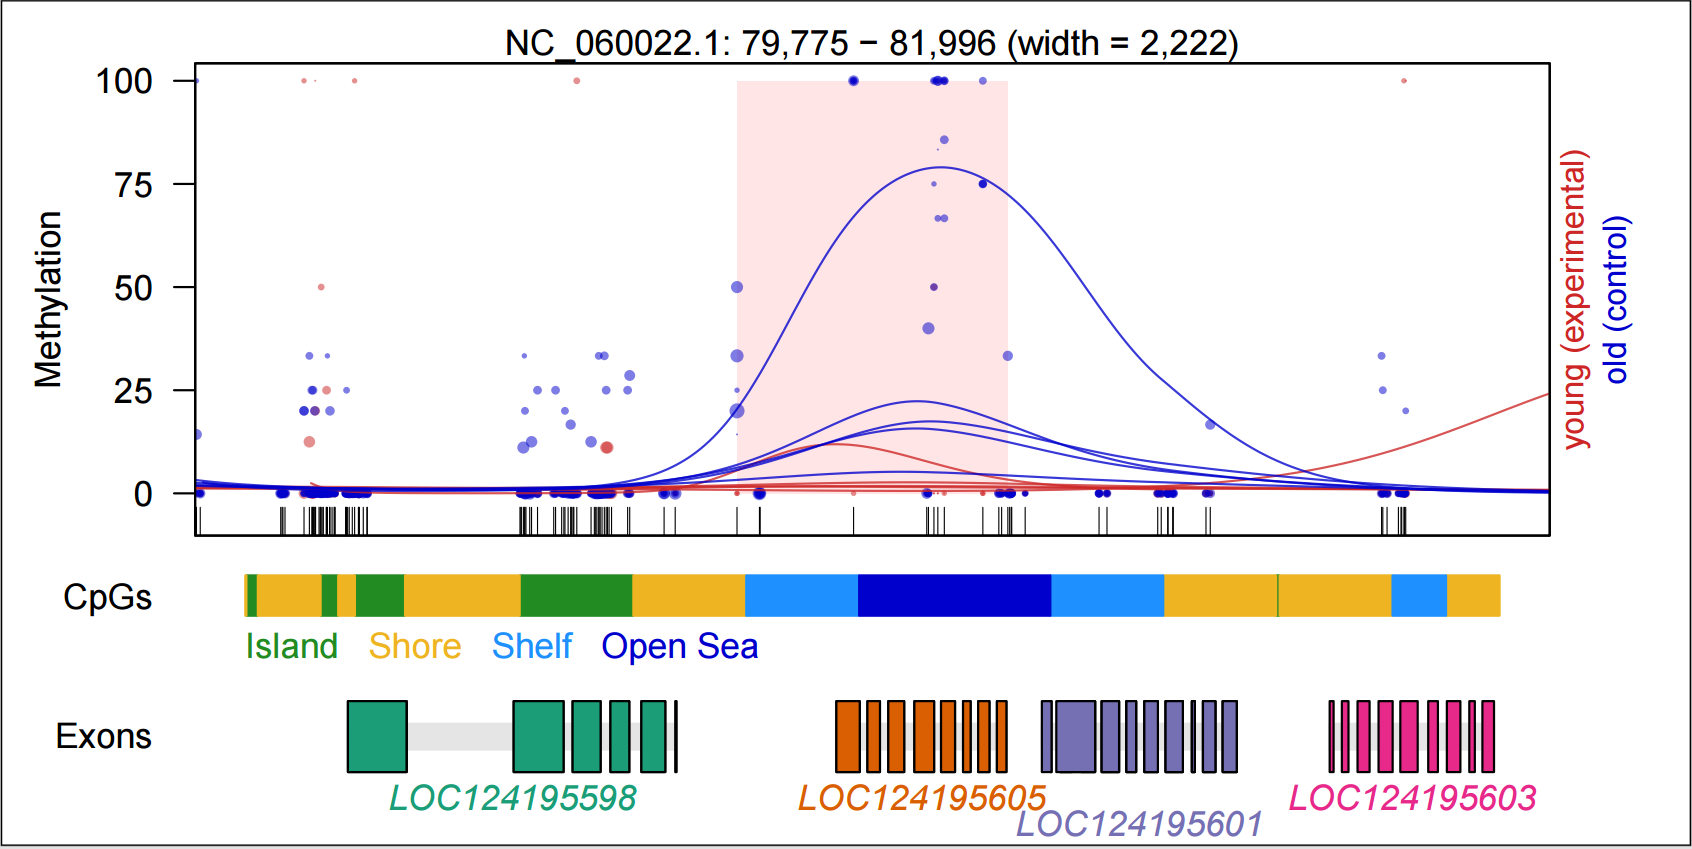 NC_060022.1: 79,775 − 81,996 (width = 2,222)
100
75
50
25
0
Methylation
young (experimental)
old (control)
CpGs
Island Shore Shelf Open Sea
Exons
LOC124195598 LOC124195605 LOC124195603
LOC124195601